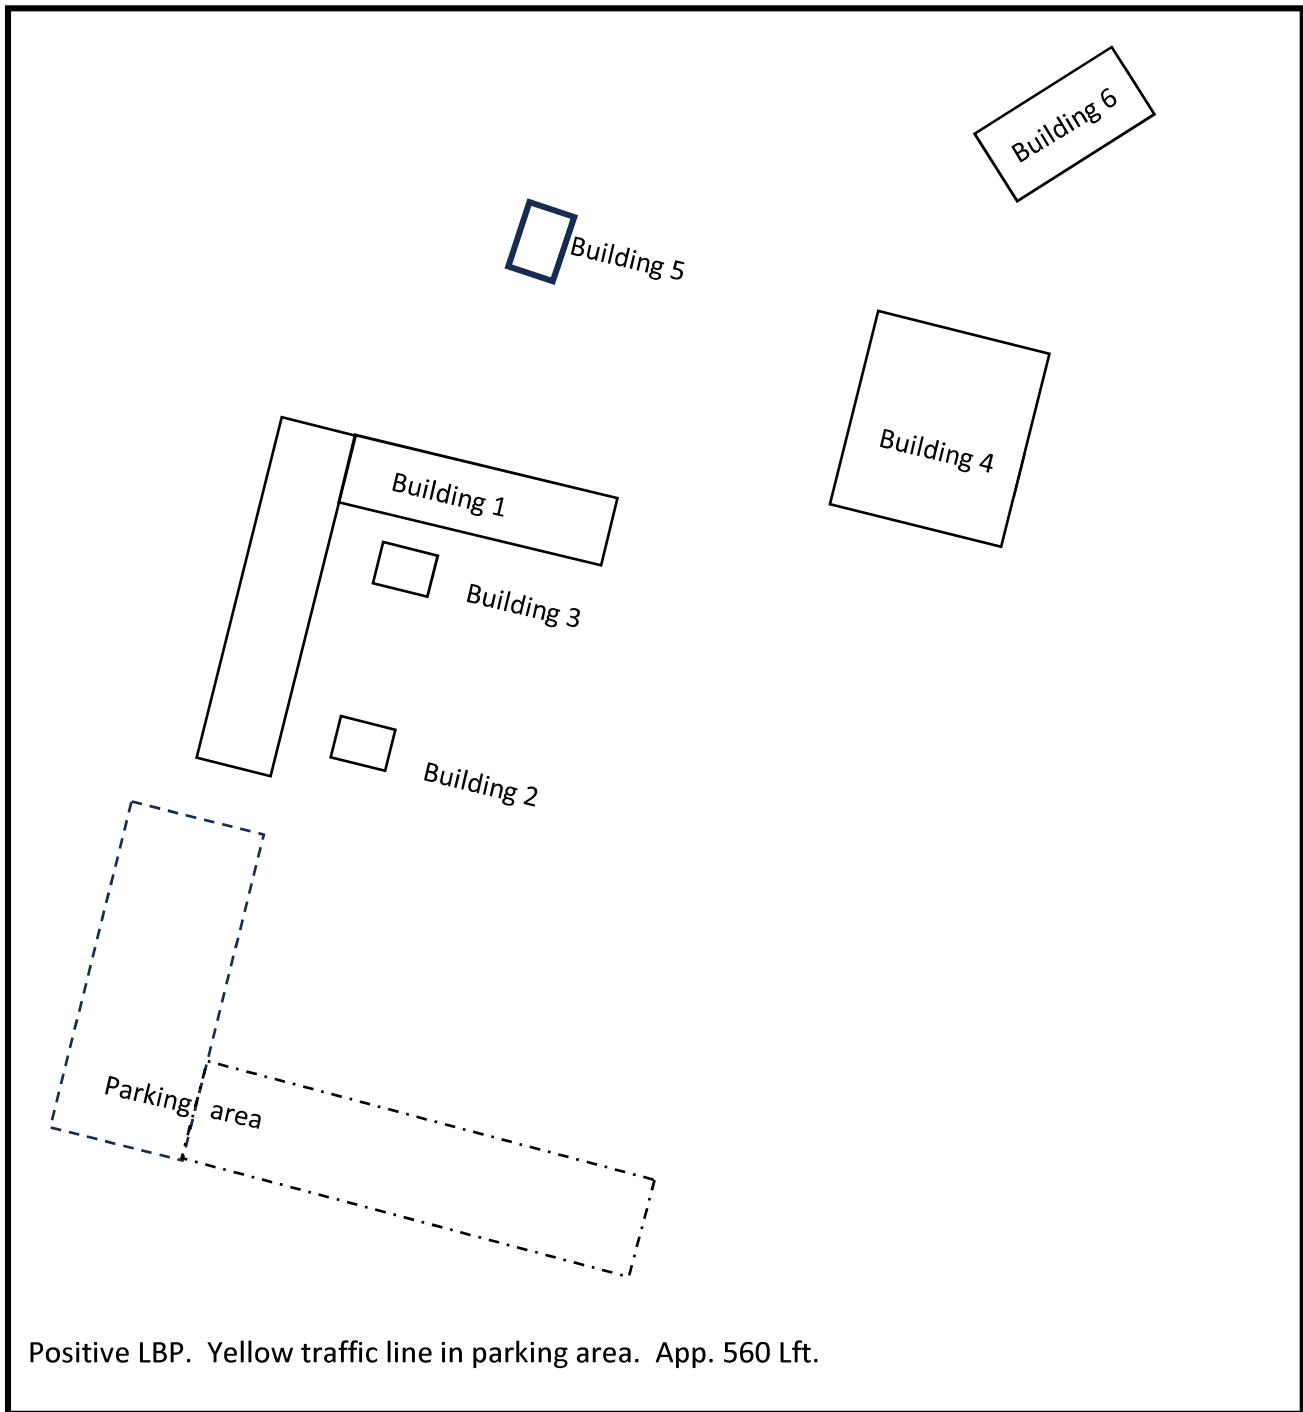 Building 6
Building 5
Building 4
Building 1
Building 3
Building 2
Parking area
Positive LBP.  Yellow traffic line in parking area.  App. 560 Lft.